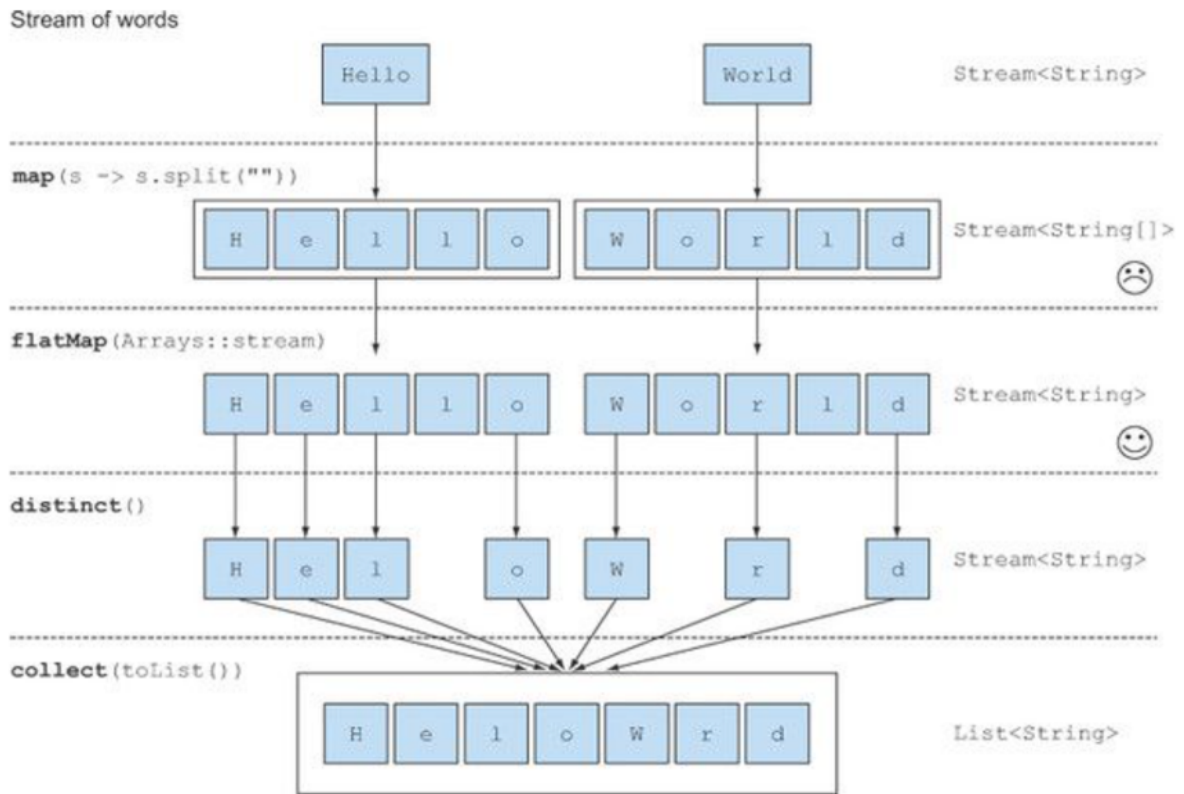 Stream of words
Hello World Stream<String>
map(s -> s.split(""))
H e l l o W o r l d Stream<String[]>
flatMap(Arrays::stream)
H e l l o W o r l d Stream<String>
distinct()
H e l o W r d Stream<String>
collect(toList())
H e l o W r d List<String>